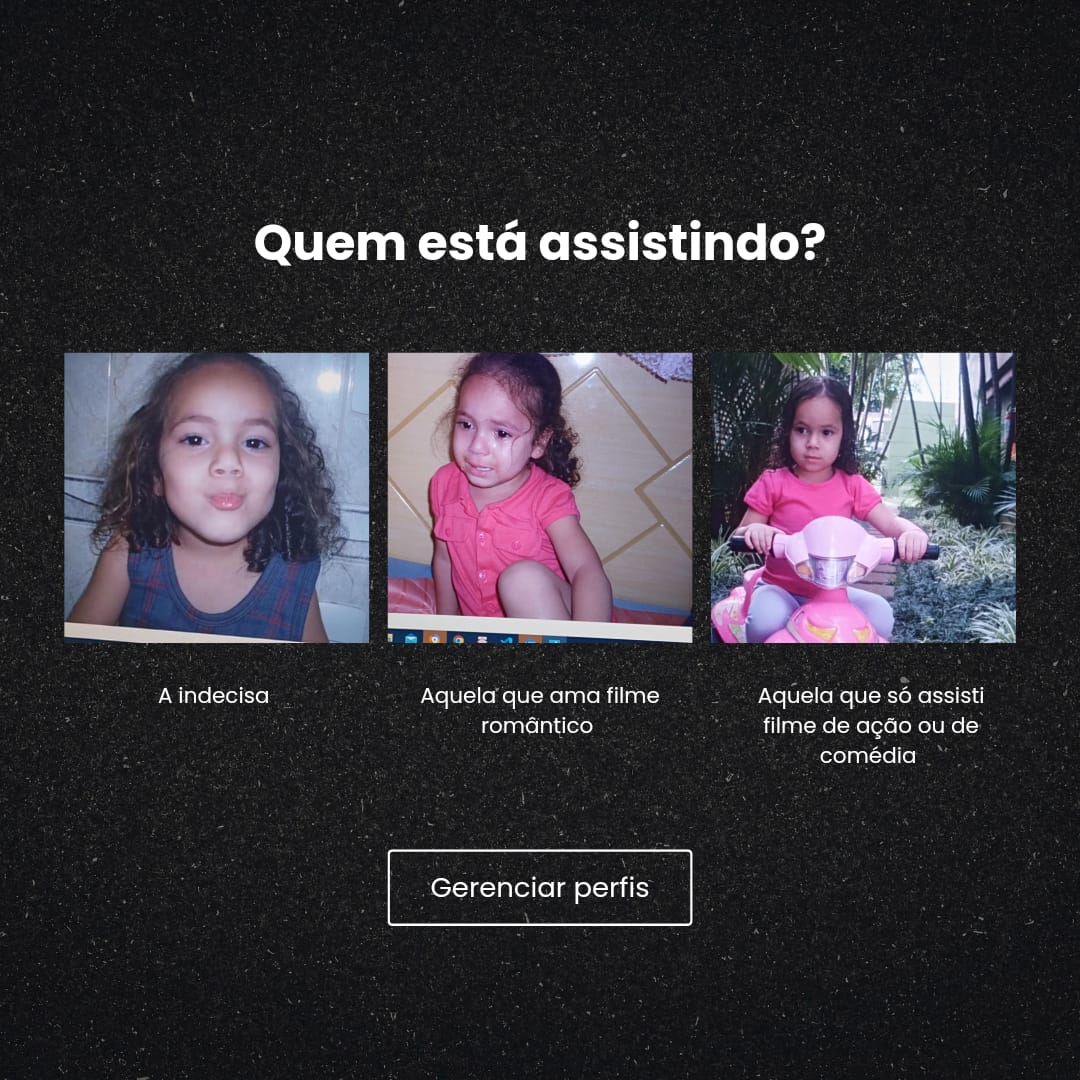 Quem está assistindo?
A indecisa
Aquela que ama filme
romântico
Aquela que só assisti
filme de ação ou de
comédia
Gerenciar perfis